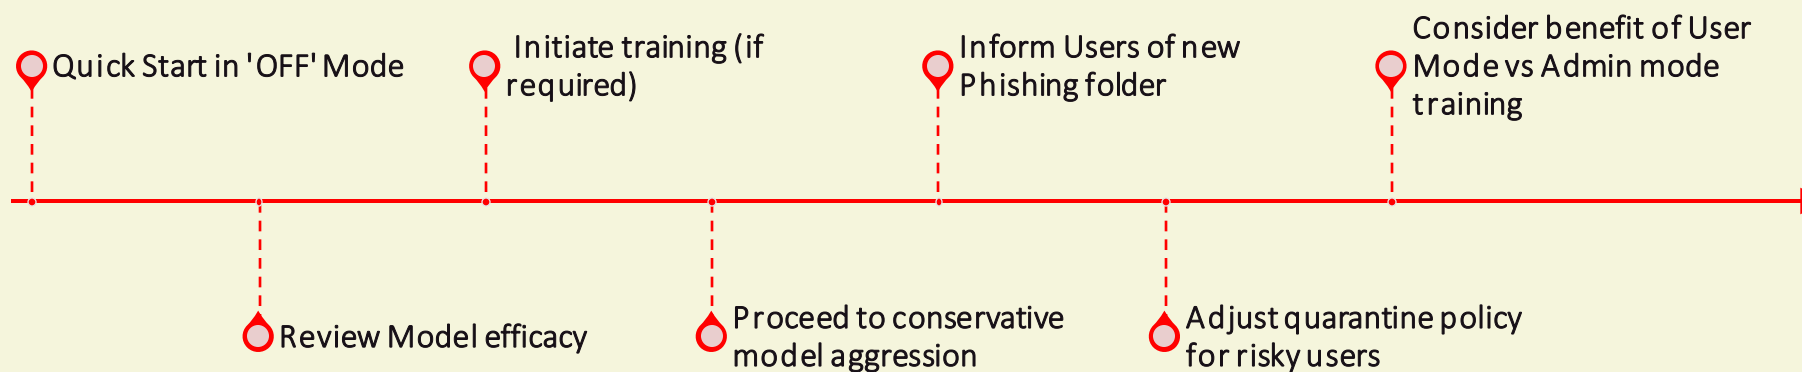 Quick Start in 'OFF' Mode
Review Model efficacy
Initiate training (if
required)
Proceed to conservative
model aggression
Inform Users of new
Phishing folder
Adjust quarantine policy
for risky users
Consider benefit of User
Mode vs Admin mode
training